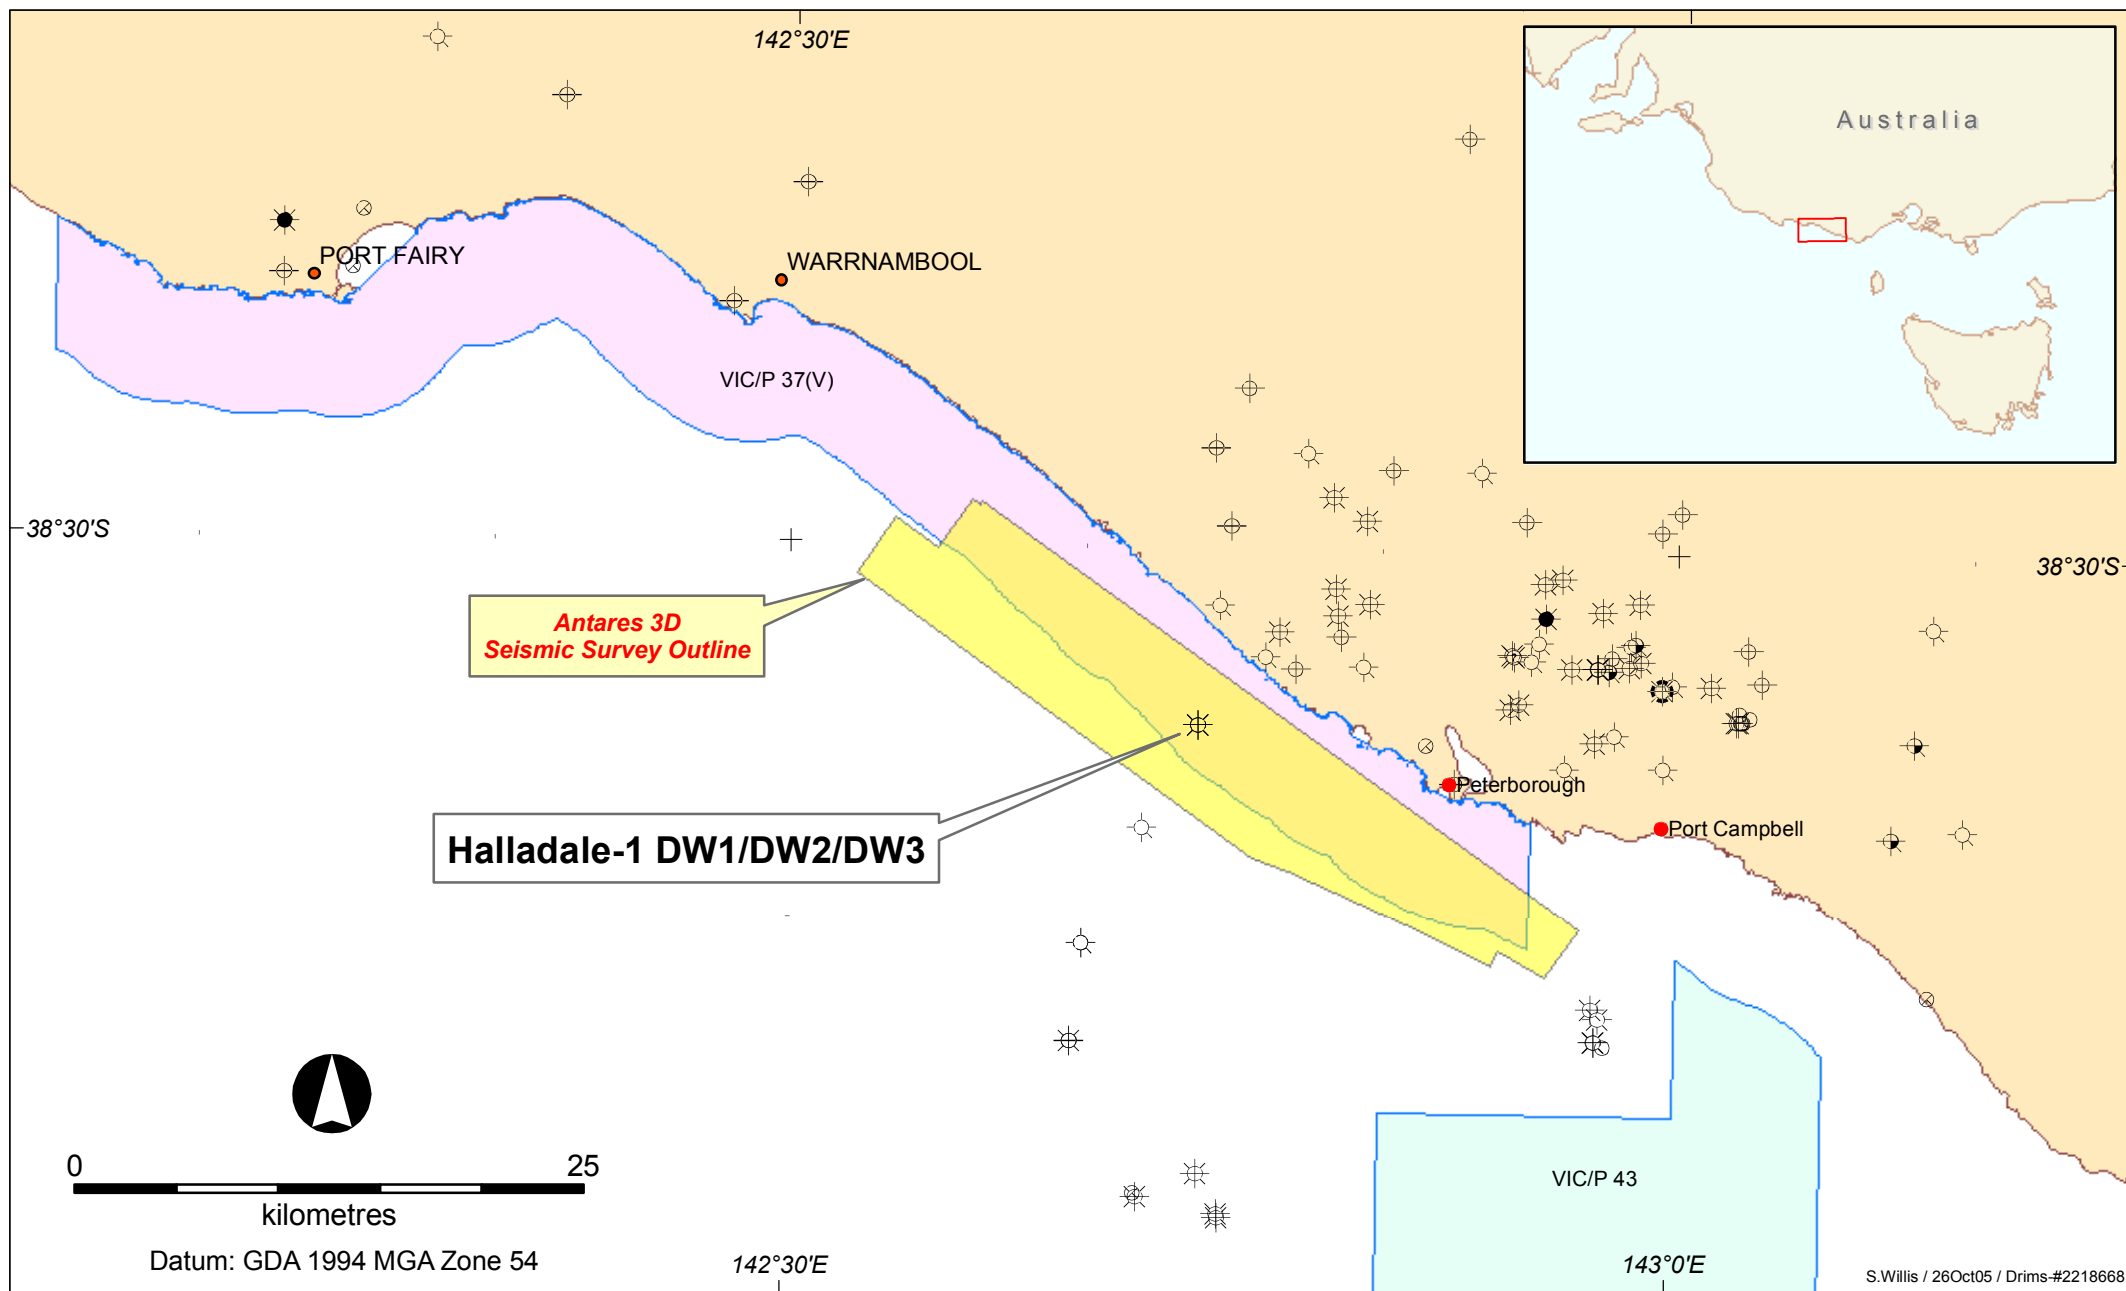 142°30'E
Australia
PORT FAIRY
WARRNAMBOOL
VIC/P 37(V)
38°30'S
38°30'S
Antares 3D
Seismic Survey Outline
Halladale-1 DW1/DW2/DW3
Peterborough
Port Campbell
0 25
kilometres
Datum: GDA 1994 MGA Zone 54
VIC/P 43
142°30'E
143°0'E
S.Willis / 26Oct05 / Drims-#2218668